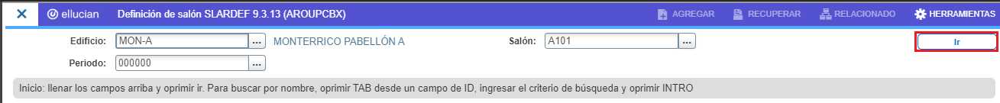 ✕ ellucian Definición de salón SLARDEF 9.3.13 (AROUPCBX) AGREGAR RECUPERAR RELACIONADO HERRAMIENTAS
Edificio: MON-A ... MONTERRICO PABELLÓN A Salón: A101 ... Ir
Periodo: 000000 ...
Inicio: llenar los campos arriba y oprimir ir. Para buscar por nombre, oprimir TAB desde un campo de ID, ingresar el criterio de búsqueda y oprimir INTRO